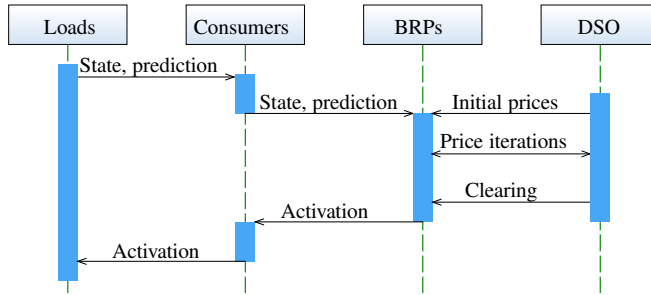 Loads
Consumers
BRPs
DSO
State, prediction
State, prediction
Initial prices
Price iterations
Clearing
Activation
Activation